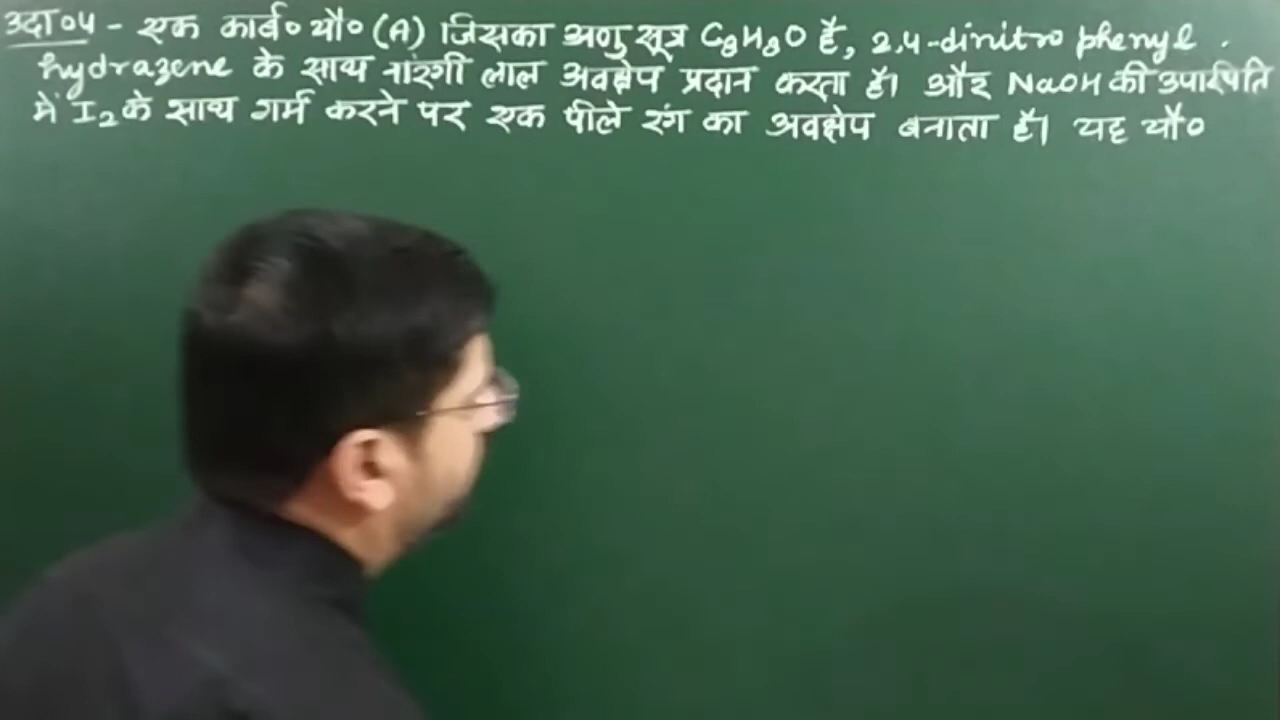 उदा०4 - एक कार्ब० यौ० (A) जिसका अणु सूत्र C8H8O है, 2,4-dinitro phenyl.
hydrazene के साथ नारंगी लाल अवक्षेप प्रदान करता है। और NaOH की उपास्थिति
में I2 के साथ गर्म करने पर एक पीले रंग का अवक्षेप बनाता है। यह यौ०